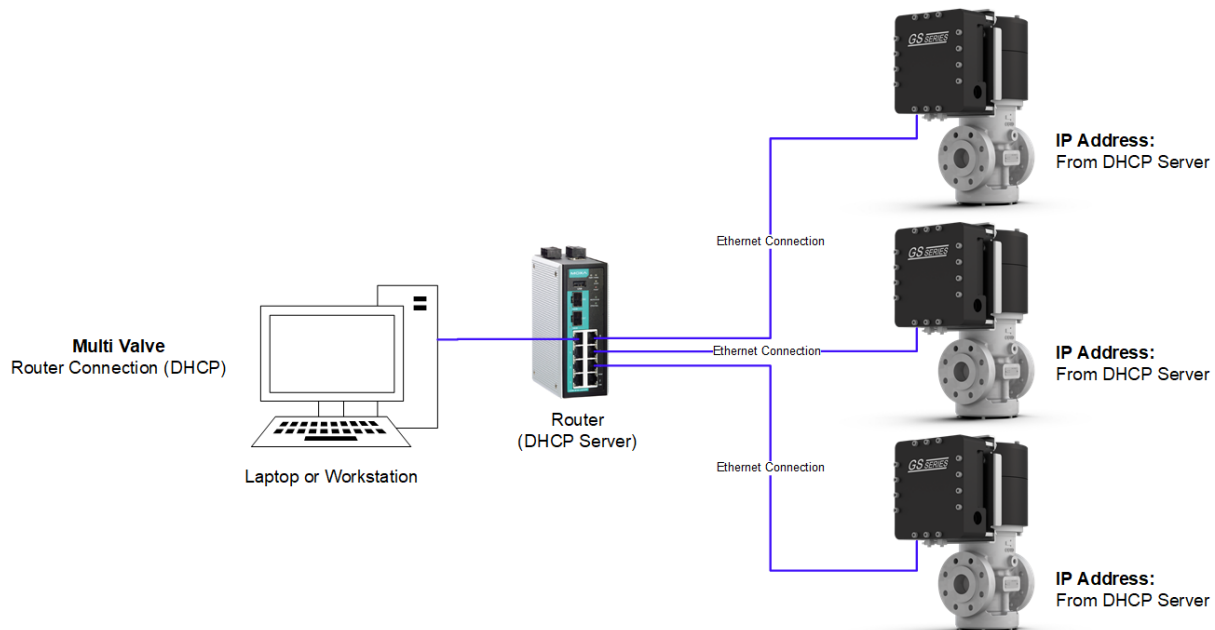 GS SERIES
IP Address:
From DHCP Server
Ethernet Connection
GS SERIES
Multi Valve
Router Connection (DHCP)
Ethernet Connection
IP Address:
From DHCP Server
Router
(DHCP Server)
Laptop or Workstation
Ethernet Connection
GS SERIES
IP Address:
From DHCP Server